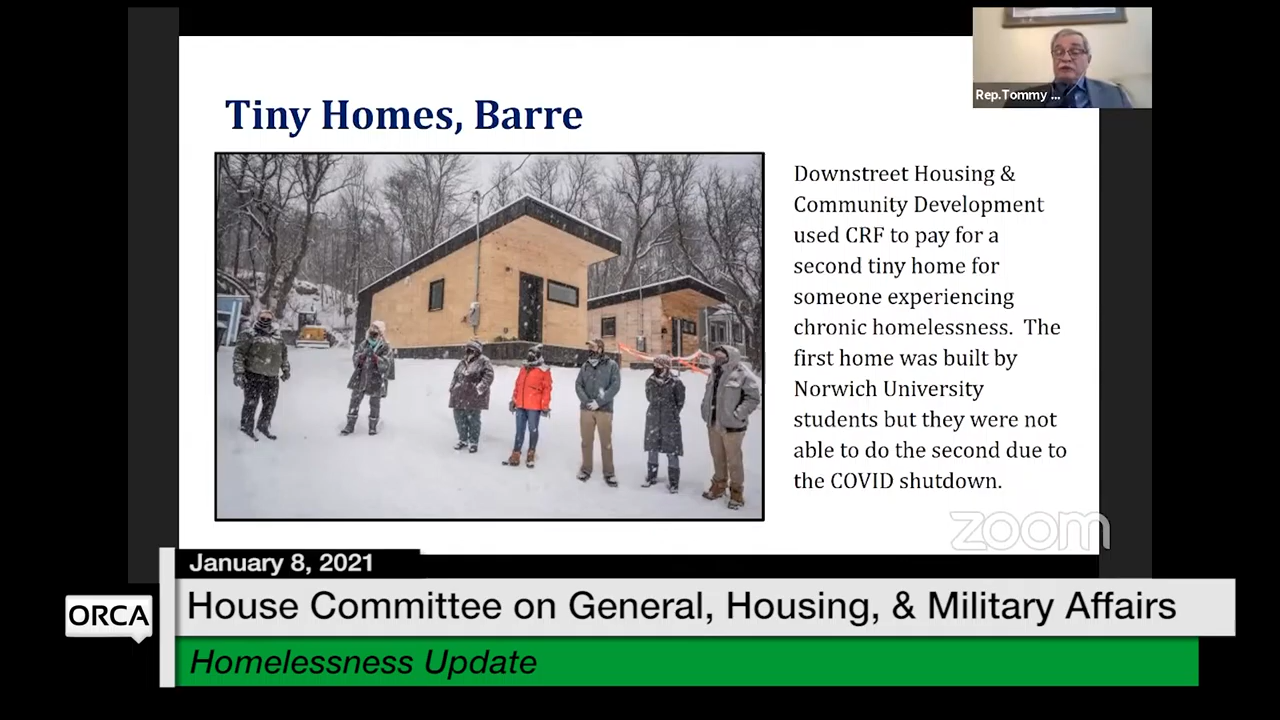 Rep.Tommy ...
Tiny Homes, Barre
Downstreet Housing &
Community Development
used CRF to pay for a
second tiny home for
someone experiencing
chronic homelessness.  The
first home was built by
Norwich University
students but they were not
able to do the second due to
the COVID shutdown.
zoom
January 8, 2021
ORCA
House Committee on General, Housing, & Military Affairs
Homelessness Update